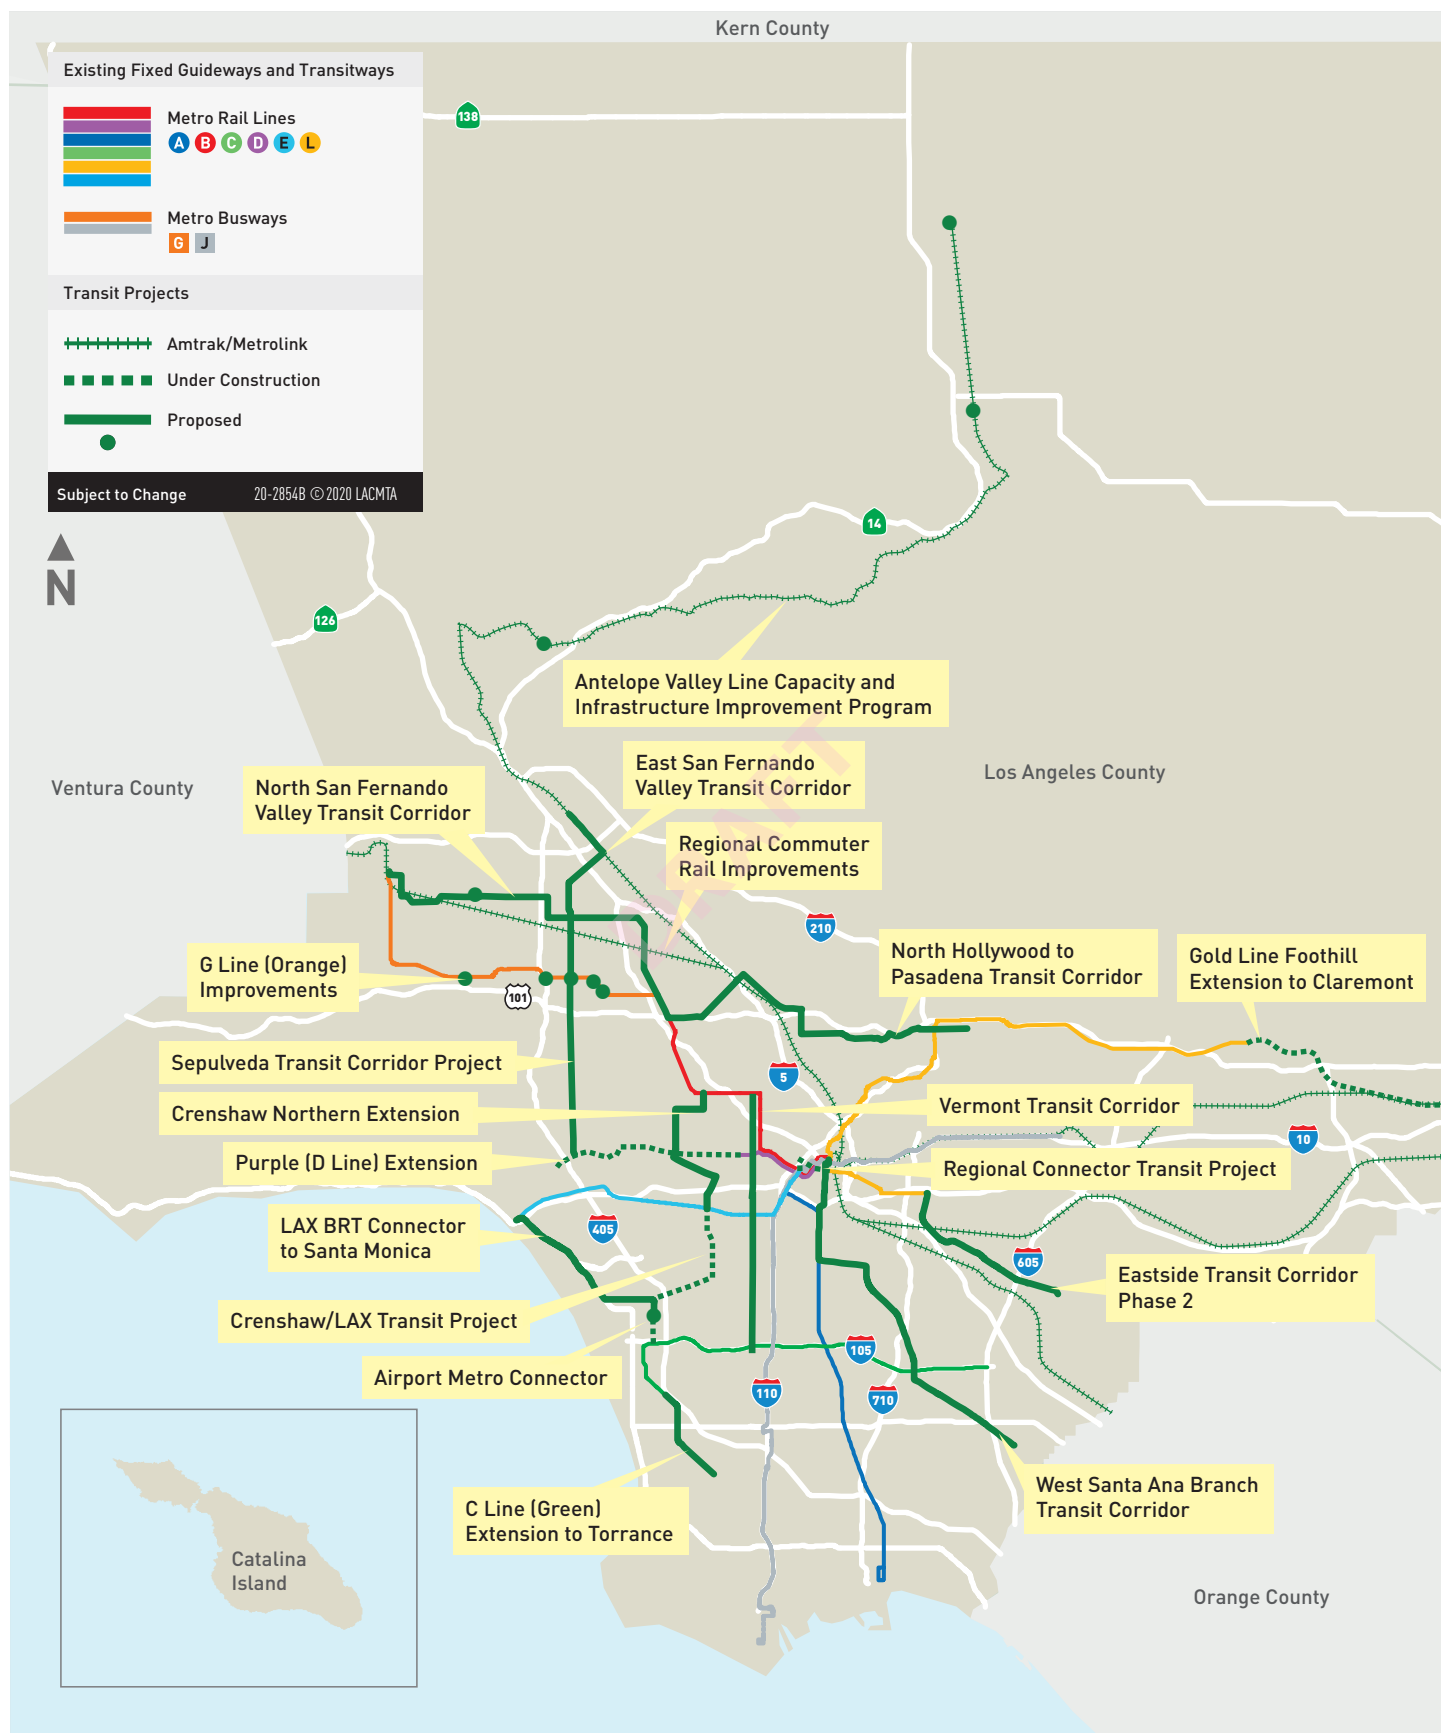 Kern County
Existing Fixed Guideways and Transitways
Metro Rail Lines
A B C D E L
Metro Busways
G J
Transit Projects
Amtrak/Metrolink
Under Construction
Proposed
Subject to Change 20-2854B © 2020 LACMTA
N
138
14
126
Antelope Valley Line Capacity and
Infrastructure Improvement Program
Ventura County
Los Angeles County
North San Fernando
Valley Transit Corridor
East San Fernando
Valley Transit Corridor
Regional Commuter
Rail Improvements
DRAFT
210
G Line (Orange)
Improvements
101
North Hollywood to
Pasadena Transit Corridor
Gold Line Foothill
Extension to Claremont
Sepulveda Transit Corridor Project
5
Crenshaw Northern Extension
Vermont Transit Corridor
10
Purple (D Line) Extension
Regional Connector Transit Project
LAX BRT Connector
to Santa Monica
405
605
Eastside Transit Corridor
Phase 2
Crenshaw/LAX Transit Project
105
Airport Metro Connector
110
710
C Line (Green)
Extension to Torrance
West Santa Ana Branch
Transit Corridor
Catalina
Island
Orange County